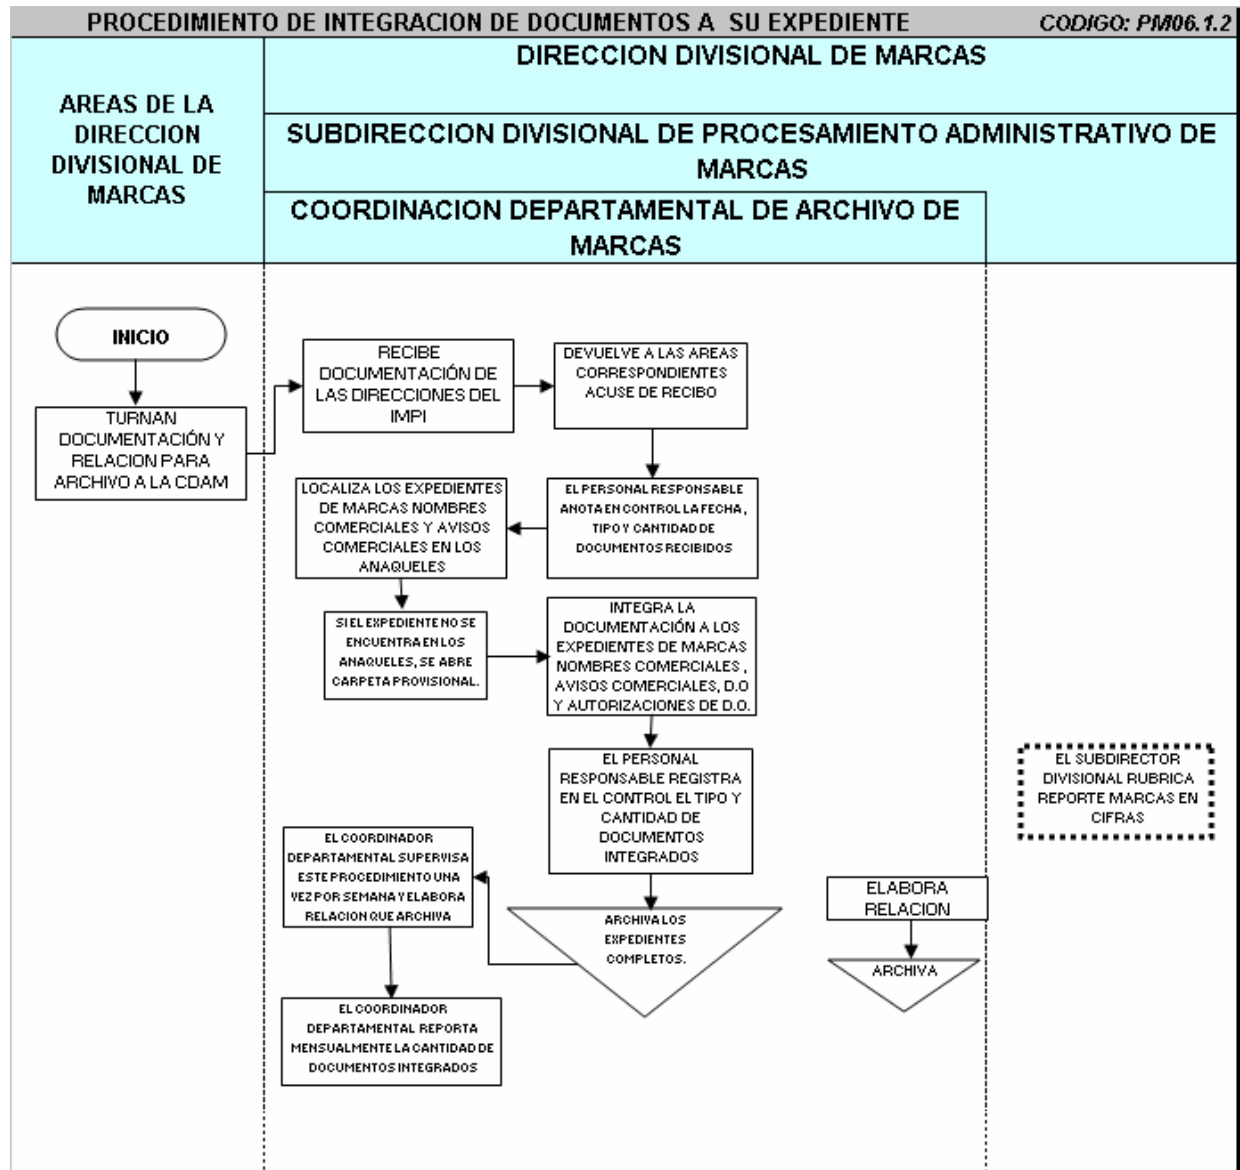 PROCEDIMIENTO DE INTEGRACION DE DOCUMENTOS A SU EXPEDIENTE
CODIGO: PM06.1.2
AREAS DE LA
DIRECCION
DIVISIONAL DE
MARCAS
DIRECCION DIVISIONAL DE MARCAS
SUBDIRECCION DIVISIONAL DE PROCESAMIENTO ADMINISTRATIVO DE
MARCAS
COORDINACION DEPARTAMENTAL DE ARCHIVO DE
MARCAS
INICIO
TURNAN
DOCUMENTACIÓN Y
RELACION PARA
ARCHIVO A LA CDAM
RECIBE
DOCUMENTACIÓN DE
LAS DIRECCIONES DEL
IMPI
DEVUELVE A LAS AREAS
CORRESPONDIENTES
ACUSE DE RECIBO
EL PERSONAL RESPONSABLE
ANOTA EN CONTROL LA FECHA,
TIPO Y CANTIDAD DE
DOCUMENTOS RECIBIDOS
LOCALIZA LOS EXPEDIENTES
DE MARCAS NOMBRES
COMERCIALES Y AVISOS
COMERCIALES EN LOS
ANAQUELES
SI EL EXPEDIENTE NO SE
ENCUENTRA EN LOS
ANAQUELES, SE ABRE
CARPETA PROVISIONAL.
INTEGRA LA
DOCUMENTACIÓN A LOS
EXPEDIENTES DE MARCAS
NOMBRES COMERCIALES ,
AVISOS COMERCIALES, D.O
Y AUTORIZACIONES DE D.O.
EL PERSONAL
RESPONSABLE REGISTRA
EN EL CONTROL EL TIPO Y
CANTIDAD DE
DOCUMENTOS
INTEGRADOS
ARCHIVA LOS
EXPEDIENTES
COMPLETOS.
EL COORDINADOR
DEPARTAMENTAL SUPERVISA
ESTE PROCEDIMIENTO UNA
VEZ POR SEMANA Y ELABORA
RELACION QUE ARCHIVA
EL COORDINADOR
DEPARTAMENTAL REPORTA
MENSUALMENTE LA CANTIDAD DE
DOCUMENTOS INTEGRADOS
ELABORA
RELACION
ARCHIVA
EL SUBDIRECTOR
DIVISIONAL RUBRICA
REPORTE MARCAS EN
CIFRAS